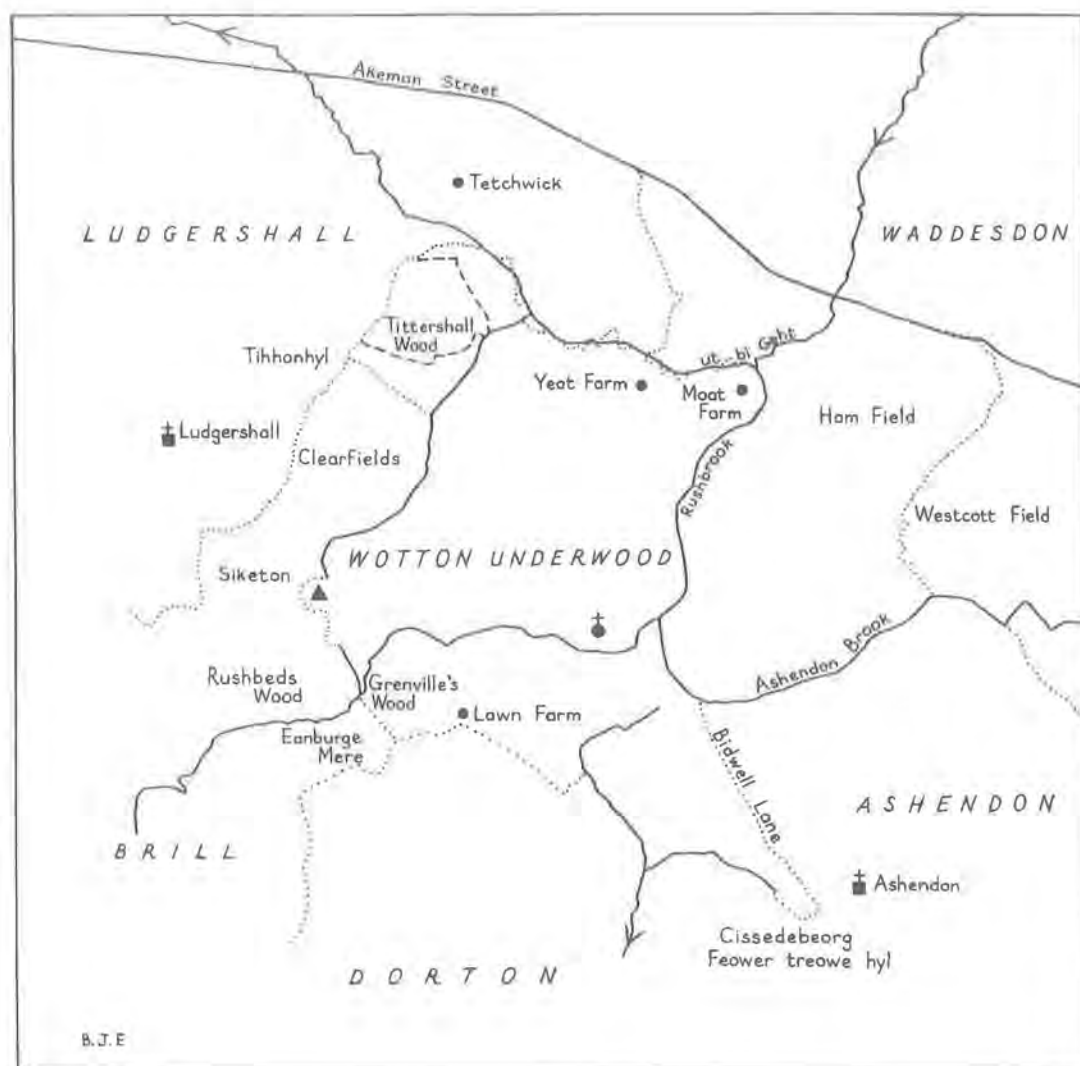 Akeman Street
Tetchwick
LUDGERSHALL
WADDESDON
Tittershall
Wood
Tihhonhyl
ut-bi Geht
Yeat Farm
Moat
Farm
Ham Field
Ludgershall
Clearfields
Rushbrook
Westcott Field
WOTTON UNDERWOOD
Siketon
Ashendon Brook
Rushbeds
Wood
Grenville's
Wood
Lawn Farm
Eanburge
Mere
Bidwell Lane
ASHENDON
BRILL
Ashendon
Cissedebeorg
Feower treowe hyl
DORTON
B.J.E